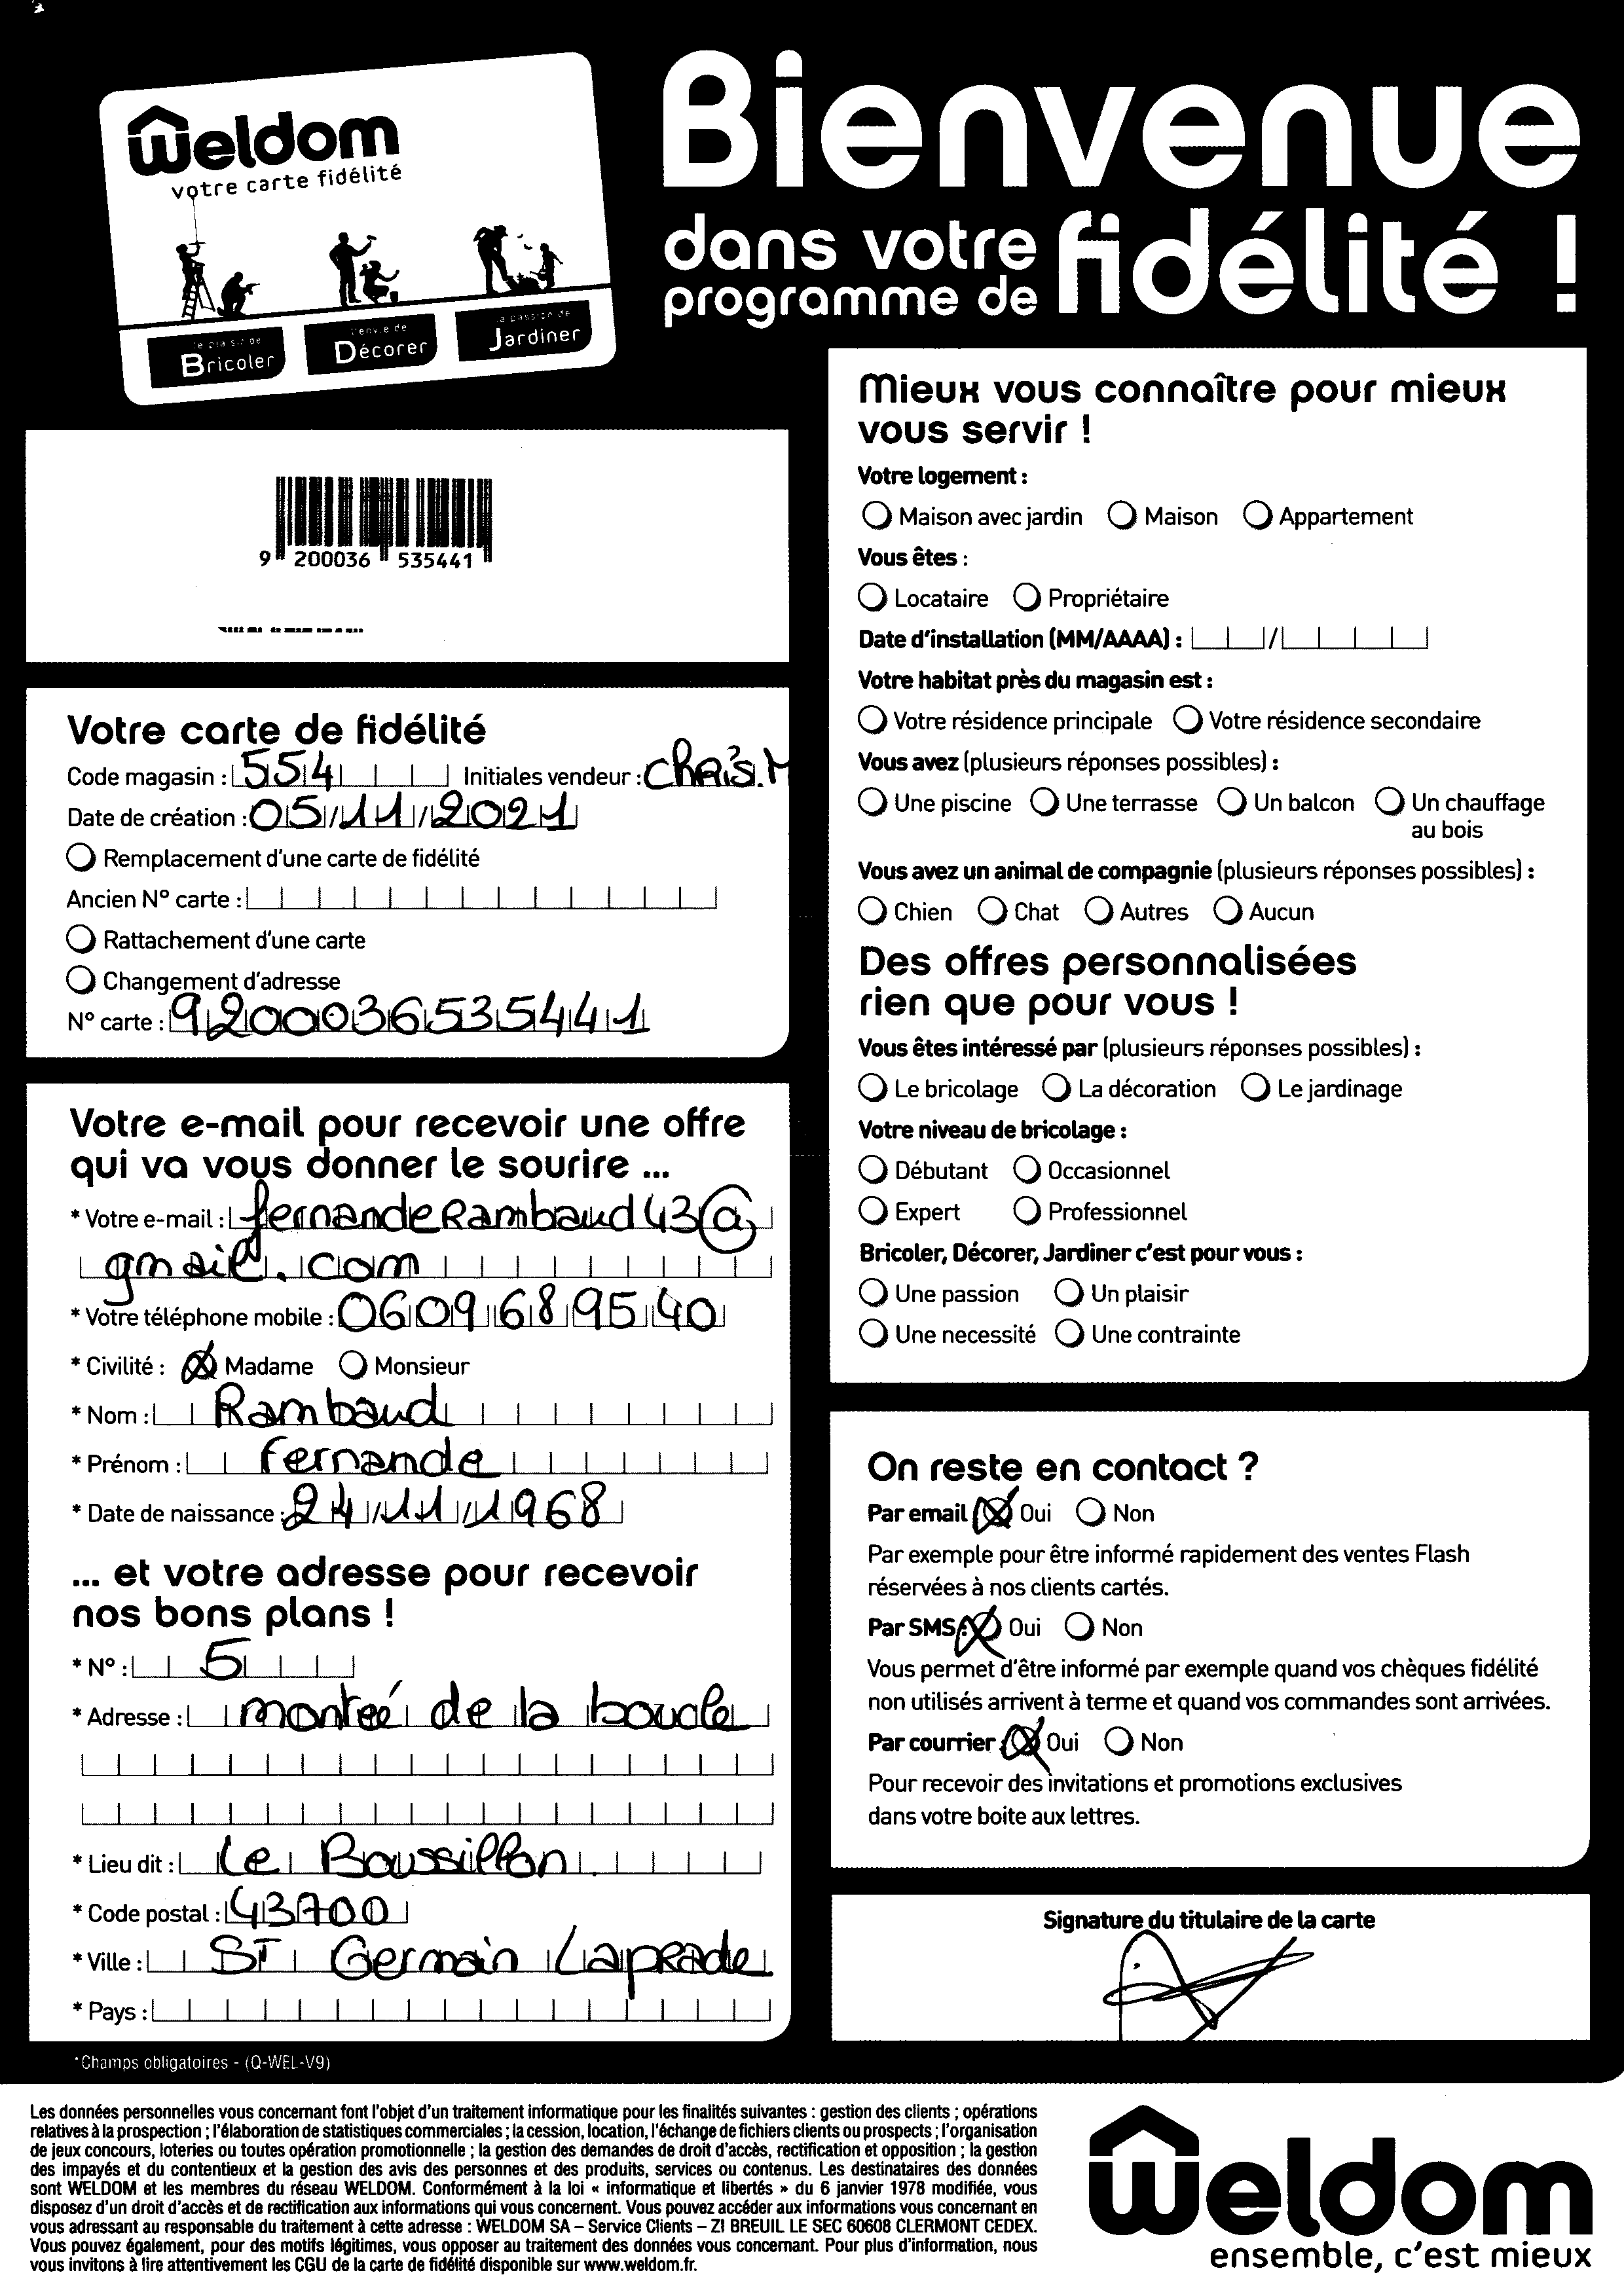 Weldom
votre carte fidélité
Le plaisir de
Bricoler
l'envie de
Décorer
la passion de
Jardiner
Bienvenue
dans votre
programme de fidélité !
9 200036 535441
Votre carte de fidélité
Code magasin : 554 Initiales vendeur : Chris.M
Date de création : 05/11/2021
Remplacement d'une carte de fidélité
Ancien N° carte :
Rattachement d'une carte
Changement d'adresse
N° carte : 9200036535441
Votre e-mail pour recevoir une offre
qui va vous donner le sourire ...
* Votre e-mail : fernandeRambaud43@
gmail.com
* Votre téléphone mobile : 0609689540
* Civilité : Madame Monsieur
* Nom : Rambaud
* Prénom : Fernande
* Date de naissance : 24/11/1968
... et votre adresse pour recevoir
nos bons plans !
* N° : 5
* Adresse : monteé de la boucle
* Lieu dit : Le Boussillon
* Code postal : 43700
* Ville : ST Germain Laprade
* Pays :
*Champs obligatoires - (Q-WEL-V9)
Mieux vous connaître pour mieux
vous servir !
Votre logement :
Maison avec jardin Maison Appartement
Vous êtes :
Locataire Propriétaire
Date d'installation (MM/AAAA) : /
Votre habitat près du magasin est :
Votre résidence principale Votre résidence secondaire
Vous avez (plusieurs réponses possibles) :
Une piscine Une terrasse Un balcon Un chauffage
au bois
Vous avez un animal de compagnie (plusieurs réponses possibles) :
Chien Chat Autres Aucun
Des offres personnalisées
rien que pour vous !
Vous êtes intéressé par (plusieurs réponses possibles) :
Le bricolage La décoration Le jardinage
Votre niveau de bricolage :
Débutant Occasionnel
Expert Professionnel
Bricoler, Décorer, Jardiner c'est pour vous :
Une passion Un plaisir
Une necessité Une contrainte
On reste en contact ?
Par email Oui Non
Par exemple pour être informé rapidement des ventes Flash
réservées à nos clients cartés.
Par SMS : Oui Non
Vous permet d'être informé par exemple quand vos chèques fidélité
non utilisés arrivent à terme et quand vos commandes sont arrivées.
Par courrier : Oui Non
Pour recevoir des invitations et promotions exclusives
dans votre boite aux lettres.
Signature du titulaire de la carte
Les données personnelles vous concernant font l'objet d'un traitement informatique pour les finalités suivantes : gestion des clients ; opérations
relatives à la prospection ; l'élaboration de statistiques commerciales ; la cession, location, l'échange de fichiers clients ou prospects ; l'organisation
de jeux concours, loteries ou toutes opération promotionnelle ; la gestion des demandes de droit d'accès, rectification et opposition ; la gestion
des impayés et du contentieux et la gestion des avis des personnes et des produits, services ou contenus. Les destinataires des données
sont WELDOM et les membres du réseau WELDOM. Conformément à la loi « informatique et libertés » du 6 janvier 1978 modifiée, vous
disposez d'un droit d'accès et de rectification aux informations qui vous concernent. Vous pouvez accéder aux informations vous concernant en
vous adressant au responsable du traitement à cette adresse : WELDOM SA – Service Clients – ZI BREUIL LE SEC 60608 CLERMONT CEDEX.
Vous pouvez également, pour des motifs légitimes, vous opposer au traitement des données vous concernant. Pour plus d'information, nous
vous invitons à lire attentivement les CGU de la carte de fidélité disponible sur www.weldom.fr.
Weldom
ensemble, c'est mieux